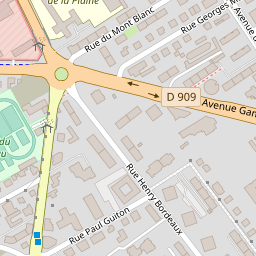 de la Plaine
Rue du Mont Blanc
Rue Georges M
Avenue d
D 909
Avenue Gam
du
Rue Henry Bordeaux
Rue Paul Guiton